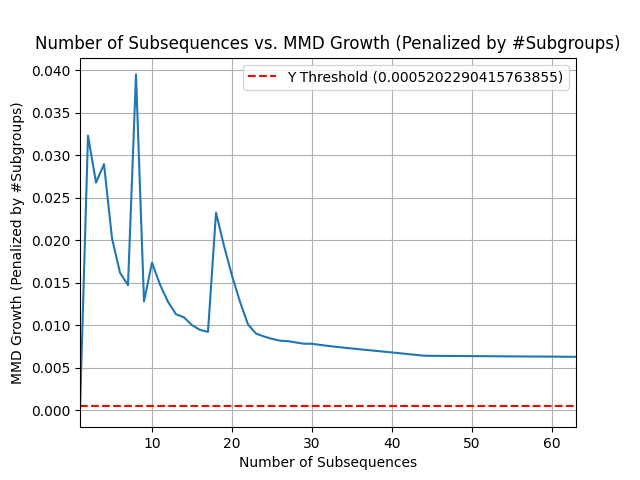 Number of Subsequences vs. MMD Growth (Penalized by #Subgroups)
Y Threshold (0.0005202290415763855)
MMD Growth (Penalized by #Subgroups)
0.040
0.035
0.030
0.025
0.020
0.015
0.010
0.005
0.000
10 20 30 40 50 60
Number of Subsequences